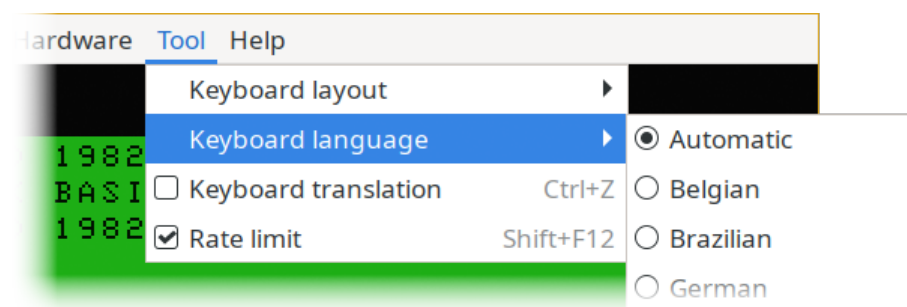 Hardware Tool Help
Keyboard layout
Keyboard language
Automatic
1982
BASI
Keyboard translation Ctrl+Z
Belgian
1982
Rate limit Shift+F12
Brazilian
German